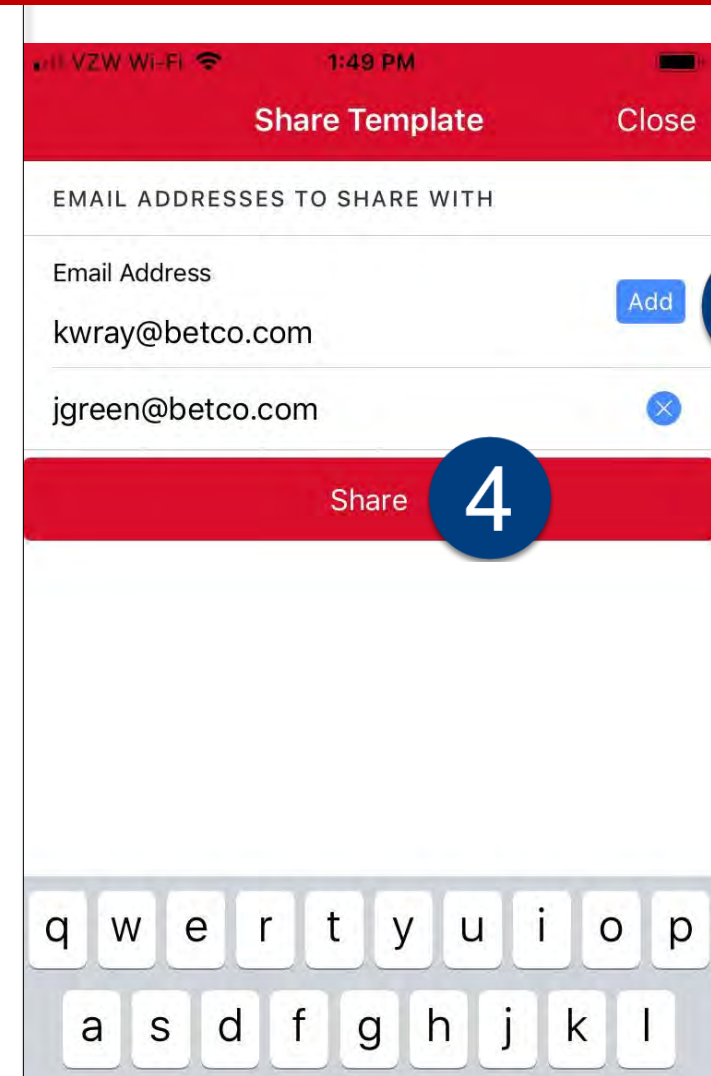 VZW Wi-Fi 1:49 PM
Share Template Close
EMAIL ADDRESSES TO SHARE WITH
Email Address
Add
kwray@betco.com
jgreen@betco.com
Share 4
q w e r t y u i o p
a s d f g h j k l